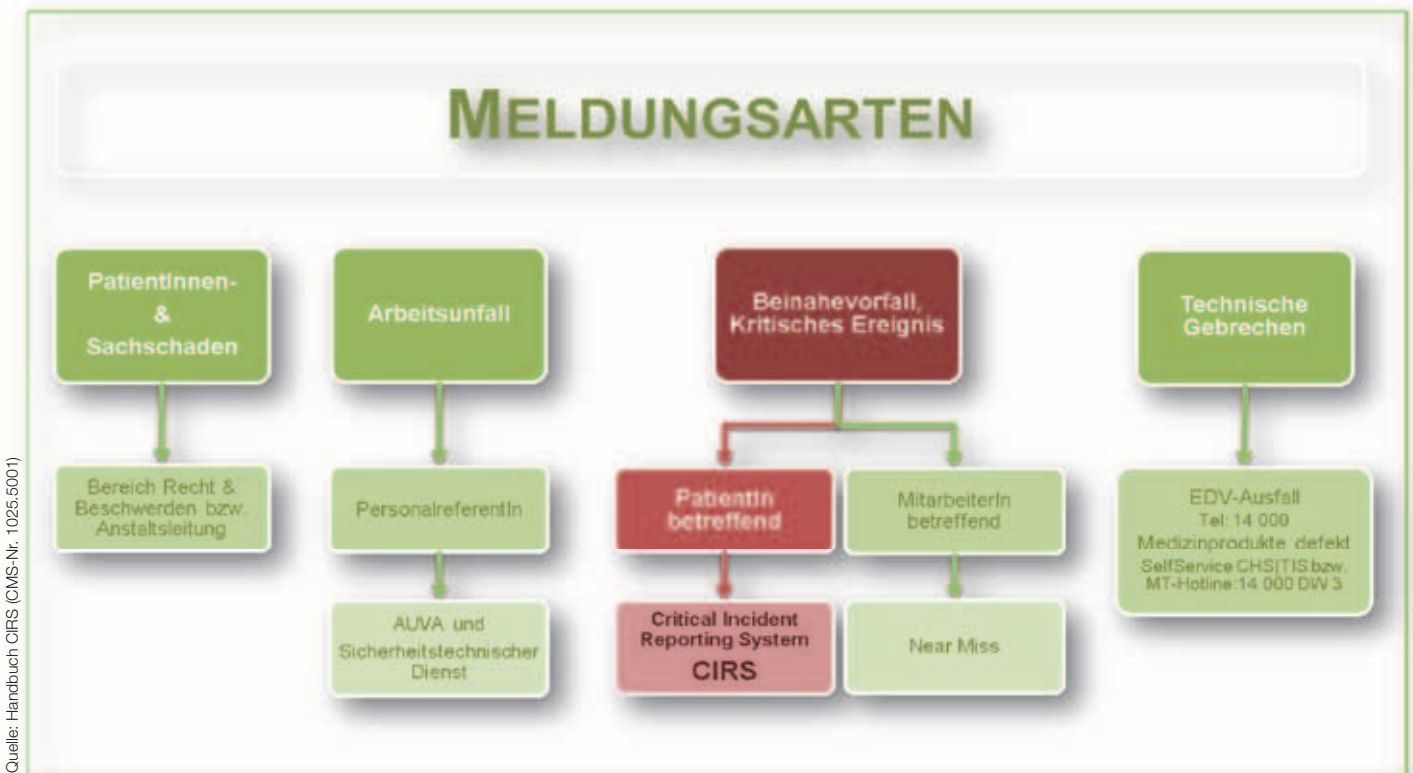 MELDUNGSARTEN
PatientInnen-
&
Sachschaden
Bereich Recht &
Beschwerden bzw.
Anstaltsleitung
Arbeitsunfall
PersonalreferentIn
AUVA und
Sicherheitstechnischer
Dienst
Beinahevorfall,
Kritisches Ereignis
PatientIn
betreffend
Critical Incident
Reporting System
CIRS
MitarbeiterIn
betreffend
Near Miss
Technische
Gebrechen
EDV-Ausfall
Tel: 14 000
Medizinprodukte defekt
SelfService CHS|TIS bzw.
MT-Hotline:14 000 DW 3
Quelle: Handbuch CIRS (CMS-Nr. 1025.5001)